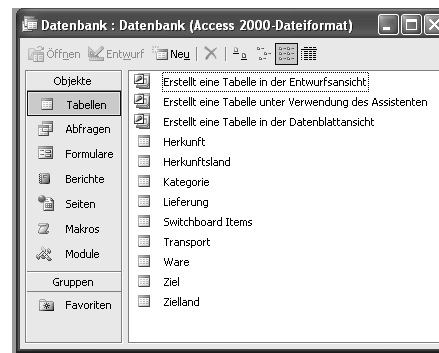 Datenbank : Datenbank (Access 2000-Dateiformat)
Öffnen Entwurf Neu
Objekte
Tabellen
Abfragen
Formulare
Berichte
Seiten
Makros
Module
Gruppen
Favoriten
Erstellt eine Tabelle in der Entwurfsansicht
Erstellt eine Tabelle unter Verwendung des Assistenten
Erstellt eine Tabelle in der Datenblattansicht
Herkunft
Herkunftsland
Kategorie
Lieferung
Switchboard Items
Transport
Ware
Ziel
Zielland